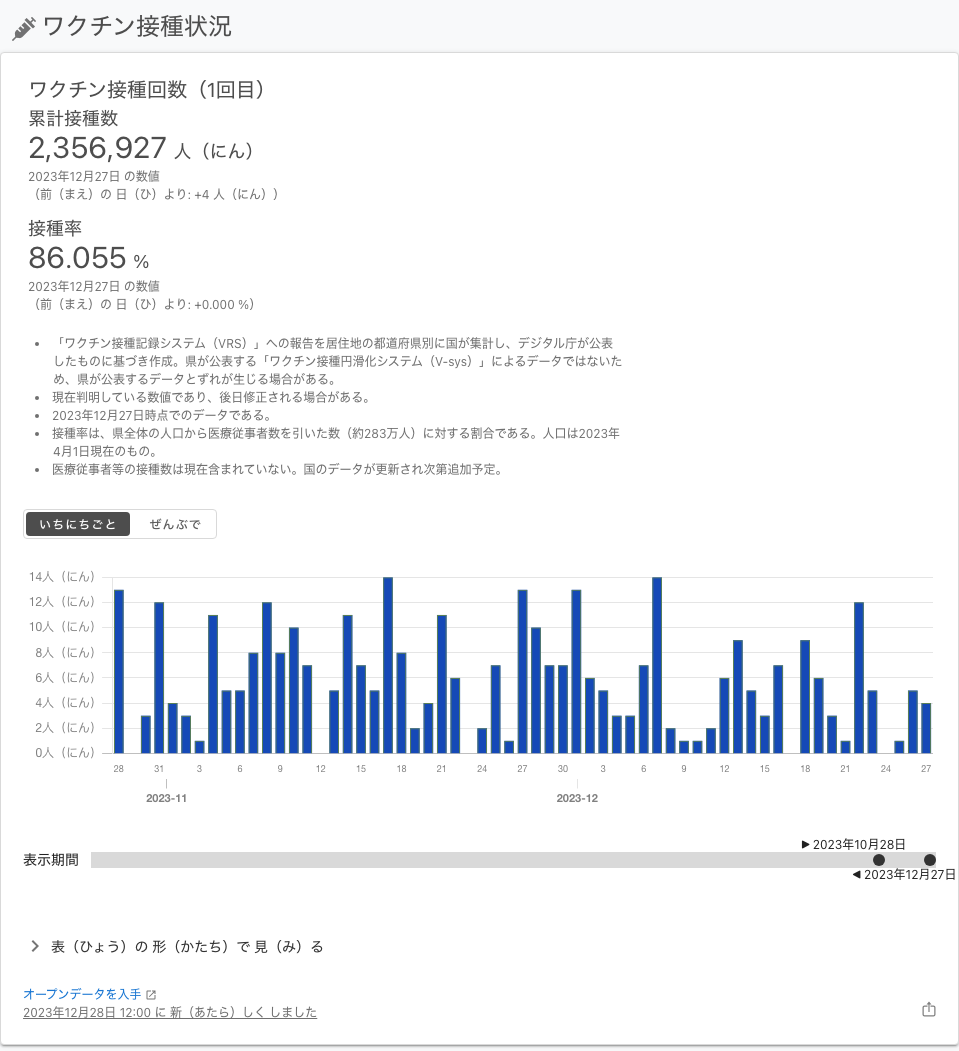 ワクチン接種状況
ワクチン接種回数（1回目）
累計接種数
2,356,927 人（にん）
2023年12月27日 の数値
（前（まえ）の 日（ひ）より: +4 人（にん））
接種率
86.055 %
2023年12月27日 の数値
（前（まえ）の 日（ひ）より: +0.000 %）
• 「ワクチン接種記録システム（VRS）」への報告を居住地の都道府県別に国が集計し、デジタル庁が公表
したものに基づき作成。県が公表する「ワクチン接種円滑化システム（V-sys）」によるデータではないた
め、県が公表するデータとずれが生じる場合がある。
• 現在判明している数値であり、後日修正される場合がある。
• 2023年12月27日時点でのデータである。
• 接種率は、県全体の人口から医療従事者数を引いた数（約283万人）に対する割合である。人口は2023年
4月1日現在のもの。
• 医療従事者等の接種数は現在含まれていない。国のデータが更新され次第追加予定。
いちにちごと ぜんぶで
14人（にん）
12人（にん）
10人（にん）
8人（にん）
6人（にん）
4人（にん）
2人（にん）
0人（にん）
28 31 3 6 9 12 15 18 21 24 27 30 3 6 9 12 15 18 21 24 27
2023-11 2023-12
▶ 2023年10月28日
表示期間
◀ 2023年12月27日
表（ひょう）の 形（かたち）で 見（み）る
オープンデータを入手
2023年12月28日 12:00 に 新（あたら）しく しました